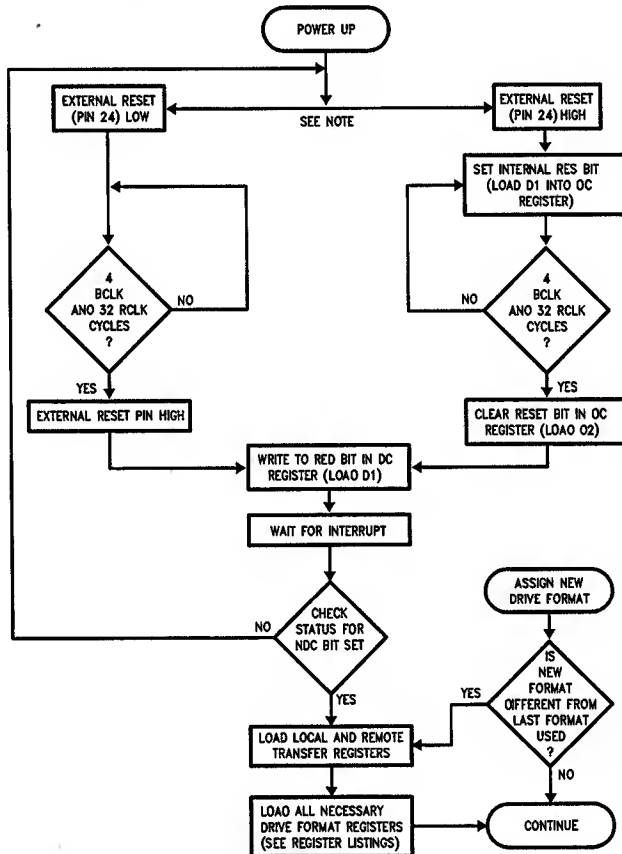 POWER UP
EXTERNAL RESET
(PIN 24) LOW
SEE NOTE
EXTERNAL RESET
(PIN 24) HIGH
SET INTERNAL RES BIT
(LOAD D1 INTO OC
REGISTER)
4
BCLK
ANO 32 RCLK
CYCLES
?
NO
YES
4
BCLK
ANO 32 RCLK
CYCLES
?
NO
YES
EXTERNAL RESET PIN HIGH
CLEAR RESET BIT IN OC
REGISTER (LOAO O2)
WRITE TO RED BIT IN DC
REGISTER (LOAO D1)
WAIT FOR INTERRUPT
CHECK
STATUS FOR
NDC BIT SET
NO
YES
ASSIGN NEW
DRIVE FORMAT
IS
NEW
FORMAT
OIFFERENT FROM
LAST FORMAT
USED
?
YES
NO
LOAD LOCAL AND REMOTE
TRANSFER REGISTERS
LOAO ALL NECESSARY
DRIVE FORMAT REGISTERS
(SEE REGISTER LISTINGS)
CONTINUE